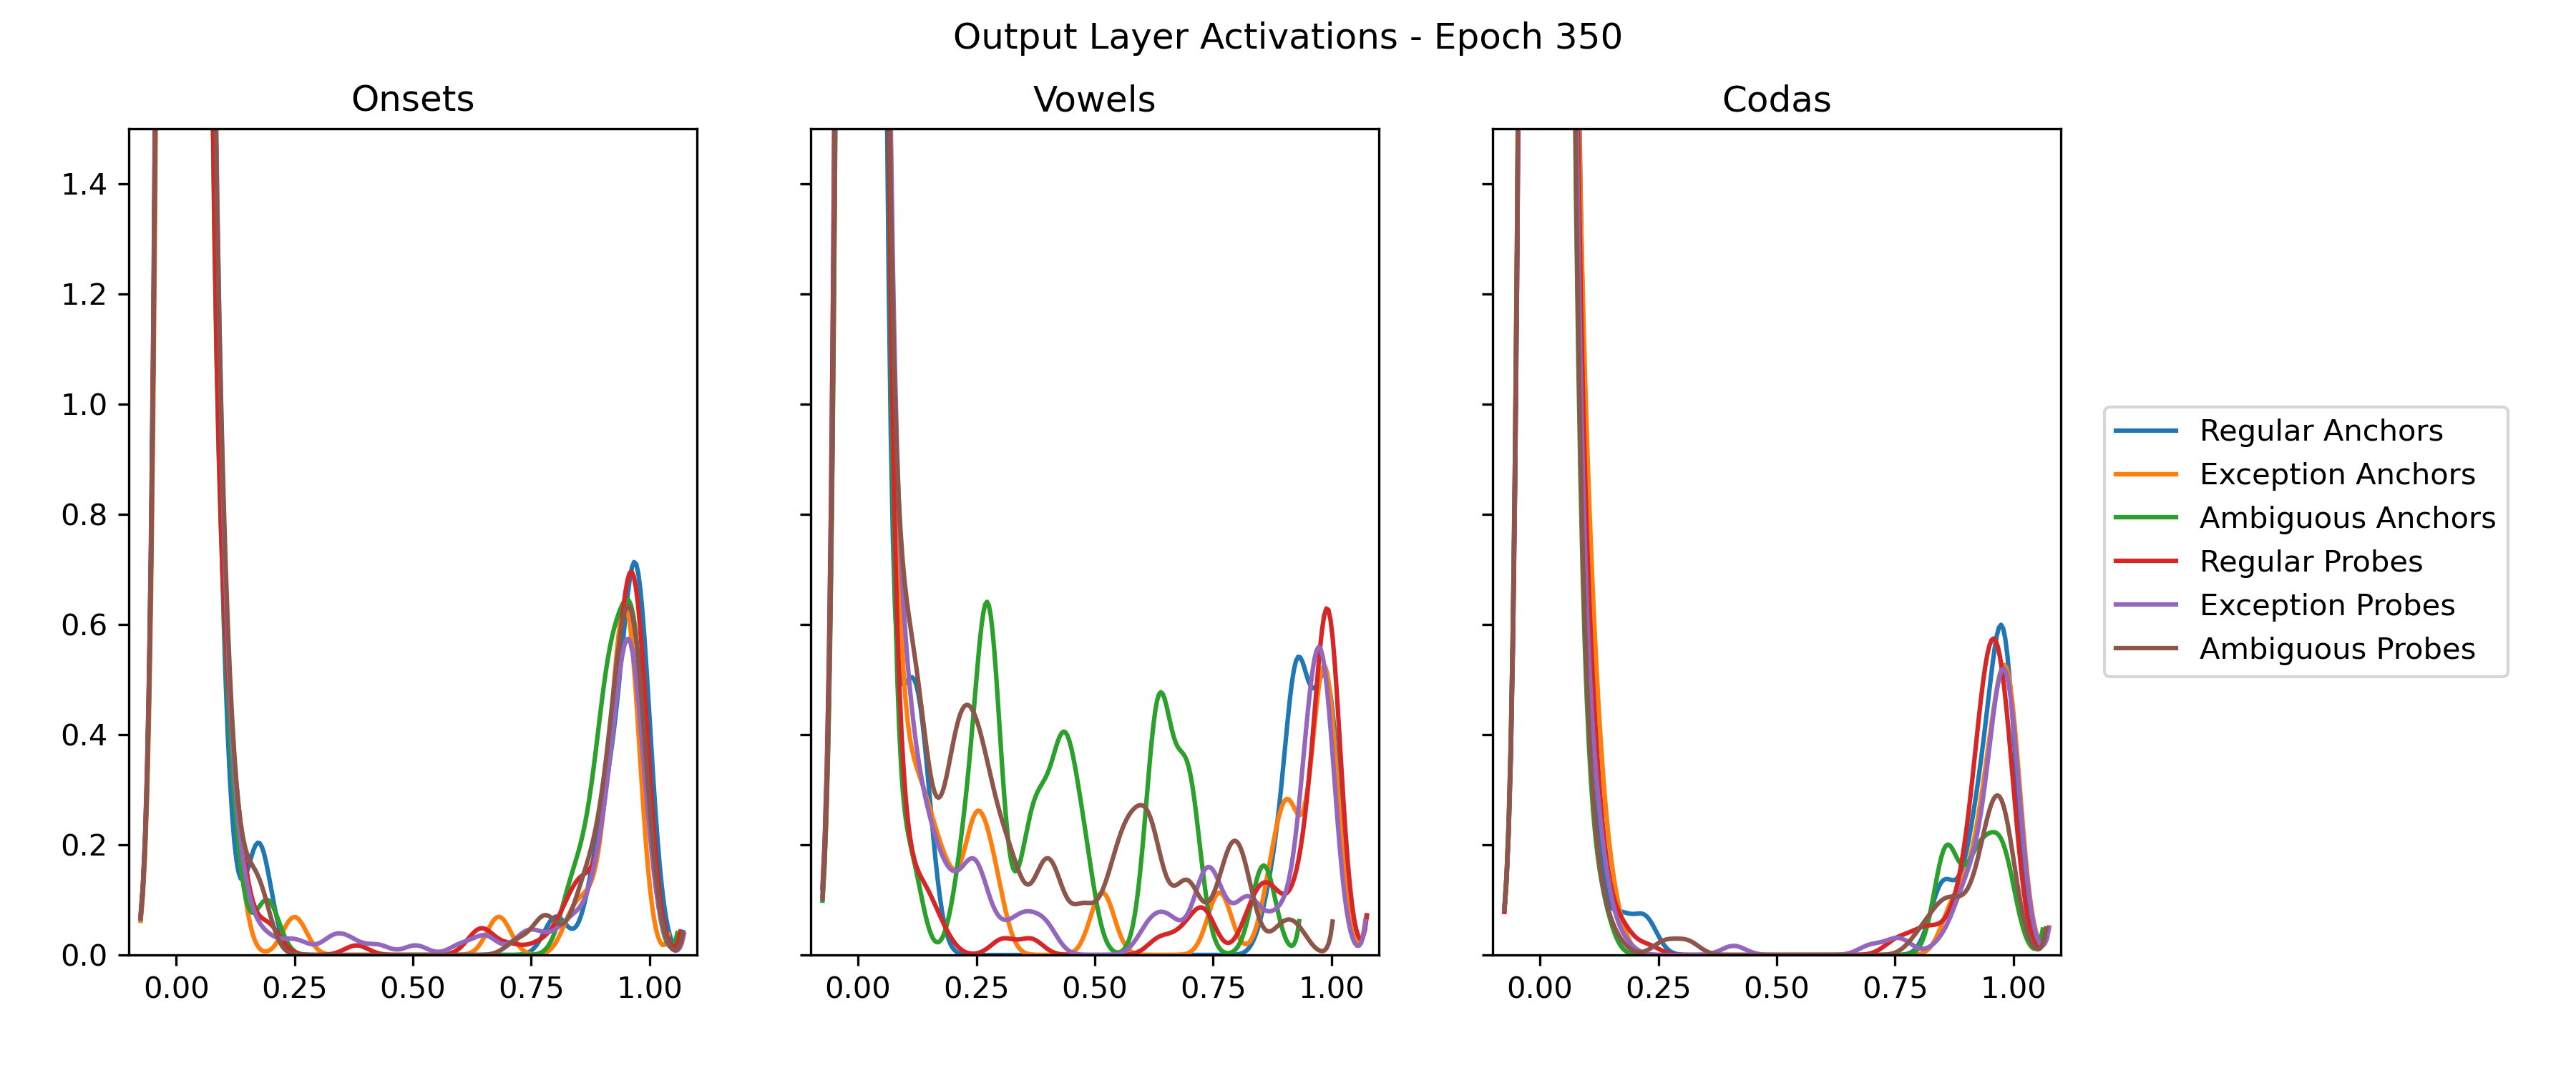 Output Layer Activations - Epoch 350
Onsets
Vowels
Codas
1.4
1.2
1.0
0.8
0.6
0.4
0.2
0.0
0.00 0.25 0.50 0.75 1.00
0.00 0.25 0.50 0.75 1.00
0.00 0.25 0.50 0.75 1.00
Regular Anchors
Exception Anchors
Ambiguous Anchors
Regular Probes
Exception Probes
Ambiguous Probes